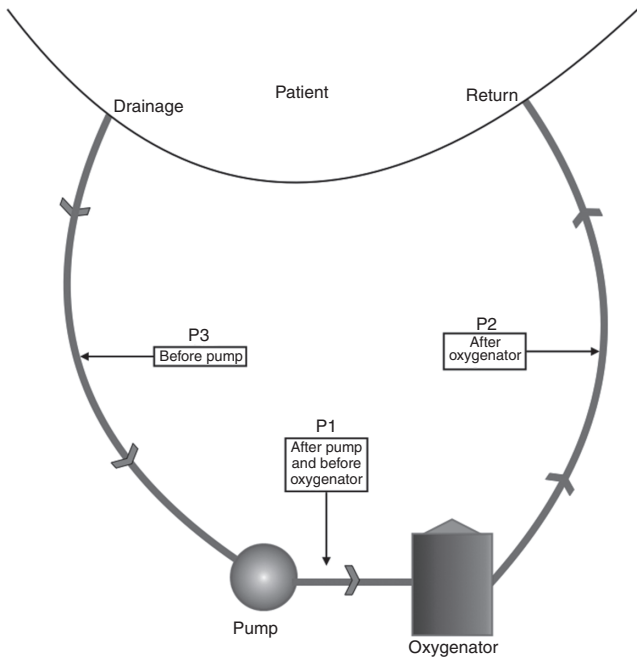 Patient
Drainage
Return
P3
Before pump
P2
After
oxygenator
P1
After pump
and before
oxygenator
Pump
Oxygenator